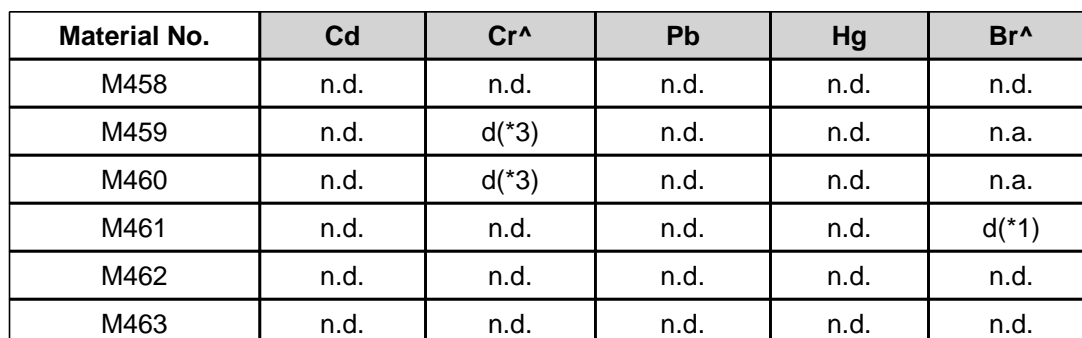 Material No. Cd Cr^ Pb Hg Br^
M458 n.d. n.d. n.d. n.d. n.d.
M459 n.d. d(*3) n.d. n.d. n.a.
M460 n.d. d(*3) n.d. n.d. n.a.
M461 n.d. n.d. n.d. n.d. d(*1)
M462 n.d. n.d. n.d. n.d. n.d.
M463 n.d. n.d. n.d. n.d. n.d.